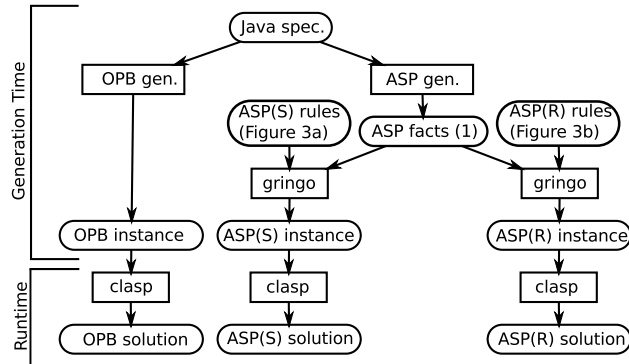 Java spec.
OPB gen.
ASP gen.
ASP(S) rules
(Figure 3a)
ASP facts (1)
ASP(R) rules
(Figure 3b)
Generation Time
gringo
gringo
OPB instance
ASP(S) instance
ASP(R) instance
Runtime
clasp
clasp
clasp
OPB solution
ASP(S) solution
ASP(R) solution